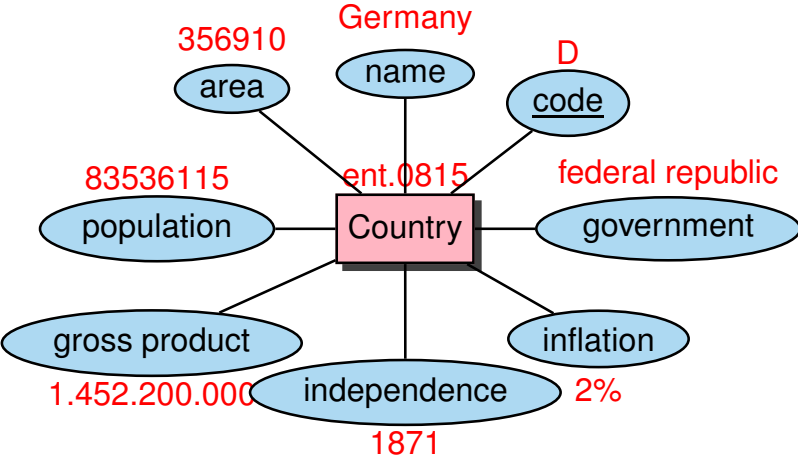 Germany
356910
D
area
name
code
83536115
ent.0815
federal republic
population
Country
government
gross product
inflation
1.452.200.000
independence
2%
1871